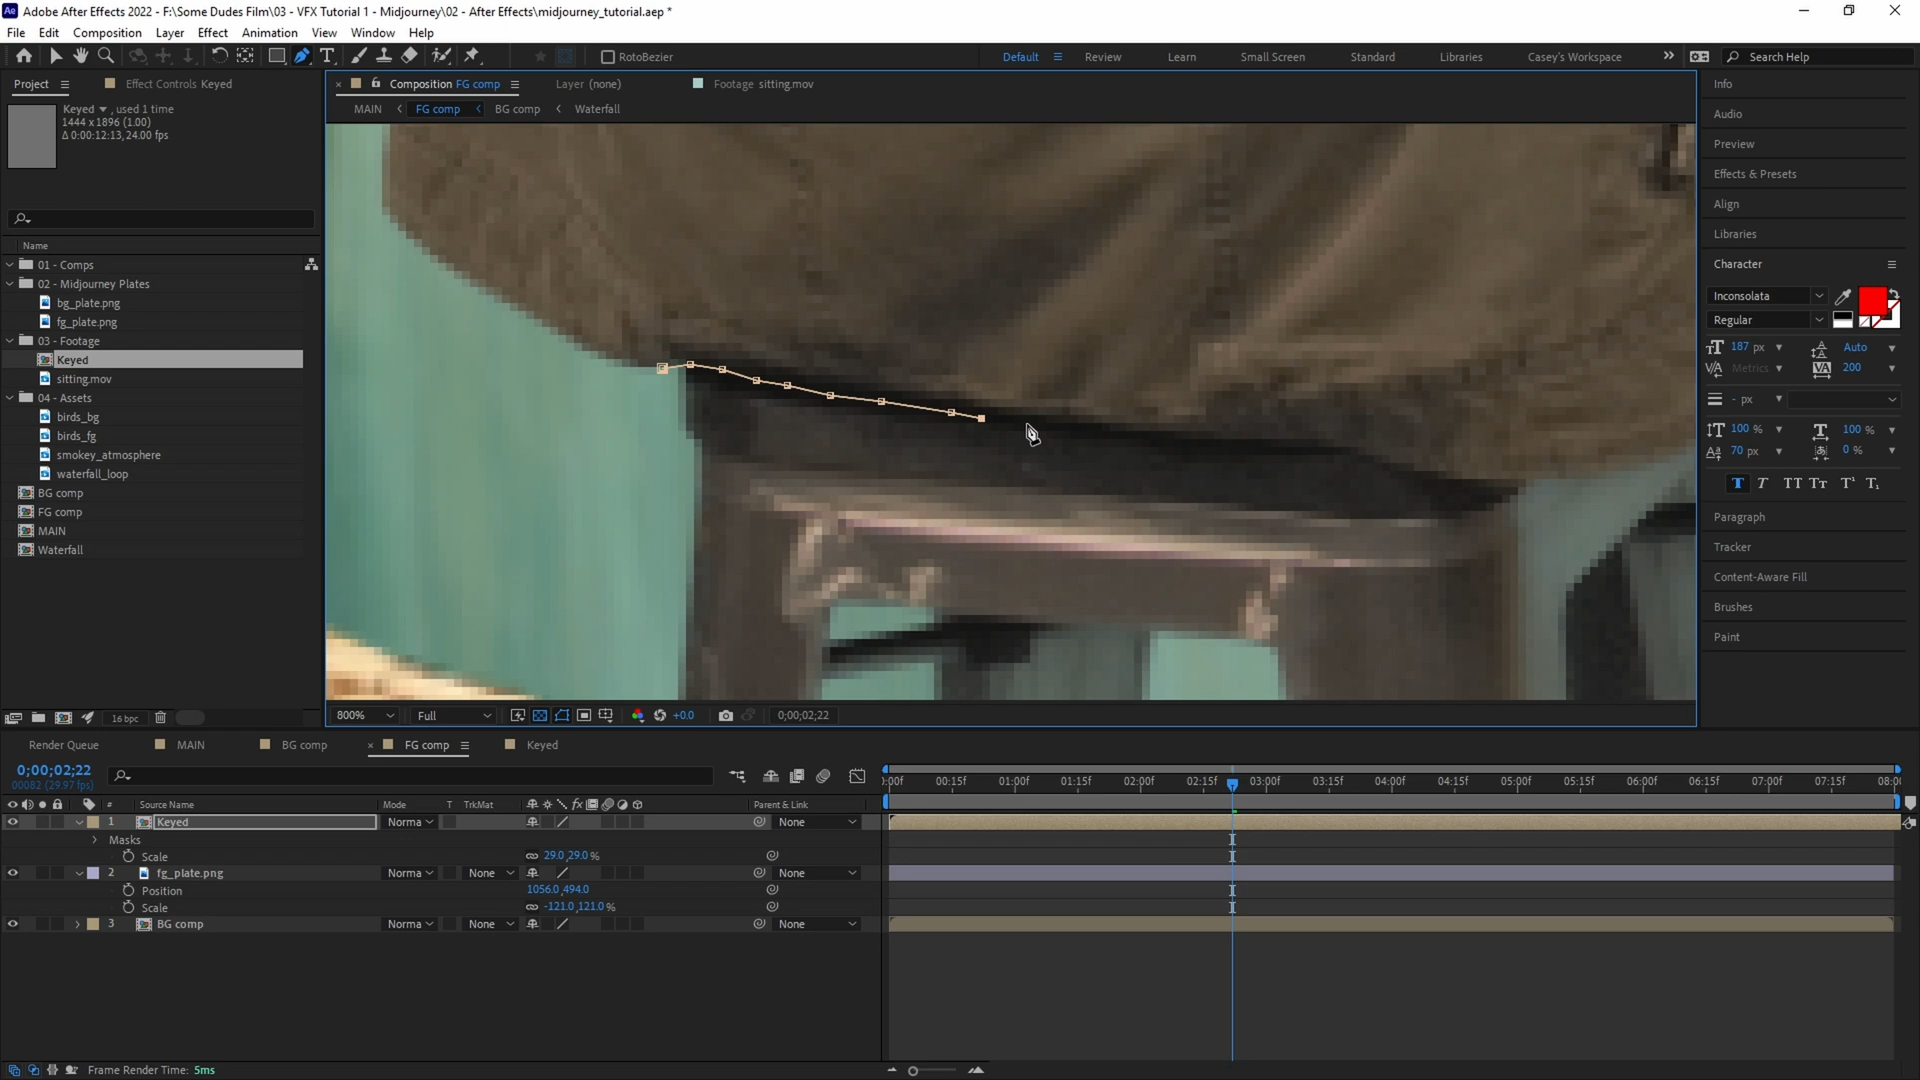 Ae Adobe After Effects 2022 - F:\Some Dudes Film\03 - VFX Tutorial 1 - Midjourney\02 - After Effects\midjourney_tutorial.aep *
File Edit Composition Layer Effect Animation View Window Help
RotoBezier Default Review Learn Small Screen Standard Libraries Casey's Workspace Search Help
Project Effect Controls Keyed
Keyed , used 1 time
1444 x 1896 (1.00)
Δ 0:00:12:13, 24.00 fps
Name
01 - Comps
02 - Midjourney Plates
bg_plate.png
fg_plate.png
03 - Footage
Keyed
sitting.mov
04 - Assets
birds_bg
birds_fg
smokey_atmosphere
waterfall_loop
BG comp
FG comp
MAIN
Waterfall
16 bpc
Composition FG comp Layer (none) Footage sitting.mov
MAIN FG comp BG comp Waterfall
800% Full +0.0 0;00;02;22
Info
Audio
Preview
Effects & Presets
Align
Libraries
Character
Inconsolata
Regular
187 px Auto
Metrics 200
- px
100 % 100 %
70 px 0 %
T T TT Tt T¹ T₁
Paragraph
Tracker
Content-Aware Fill
Brushes
Paint
Render Queue MAIN BG comp FG comp Keyed
0;00;02;22
00082 (29.97 fps)
:00f 00:15f 01:00f 01:15f 02:00f 02:15f 03:00f 03:15f 04:00f 04:15f 05:00f 05:15f 06:00f 06:15f 07:00f 07:15f 08:00
# Source Name Mode T TrkMat fx Parent & Link
1 Keyed Norma None
Masks
Scale 29.0,29.0%
2 fg_plate.png Norma None None
Position 1056.0,494.0
Scale -121.0,121.0%
3 BG comp Norma None None
Frame Render Time: 5ms